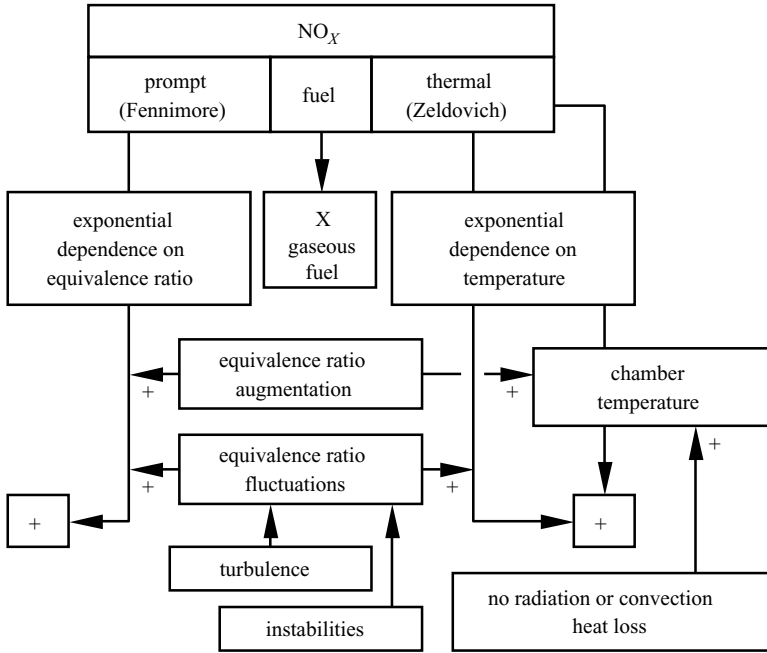 NOX
prompt
(Fennimore)
fuel
thermal
(Zeldovich)
exponential
dependence on
equivalence ratio
X
gaseous
fuel
exponential
dependence on
temperature
equivalence ratio
augmentation
+
+
chamber
temperature
+
equivalence ratio
fluctuations
+
+
+
+
turbulence
instabilities
no radiation or convection
heat loss